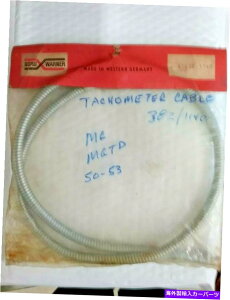 BORG WARNER
MADE IN WESTERN GERMANY
TACHOMETER CABLE
MG
MGTD
50-53
海外製輸入カーパーツ